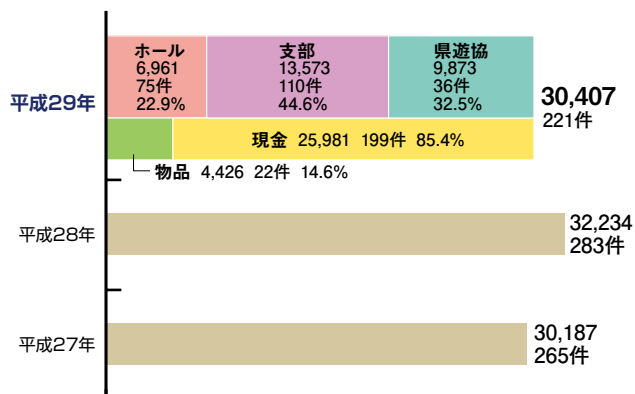 ホール
6,961
75件
22.9%
支部
13,573
110件
44.6%
県遊協
9,873
36件
32.5%
平成29年
30,407
221件
現金 25,981 199件 85.4%
物品 4,426 22件 14.6%
平成28年
32,234
283件
平成27年
30,187
265件